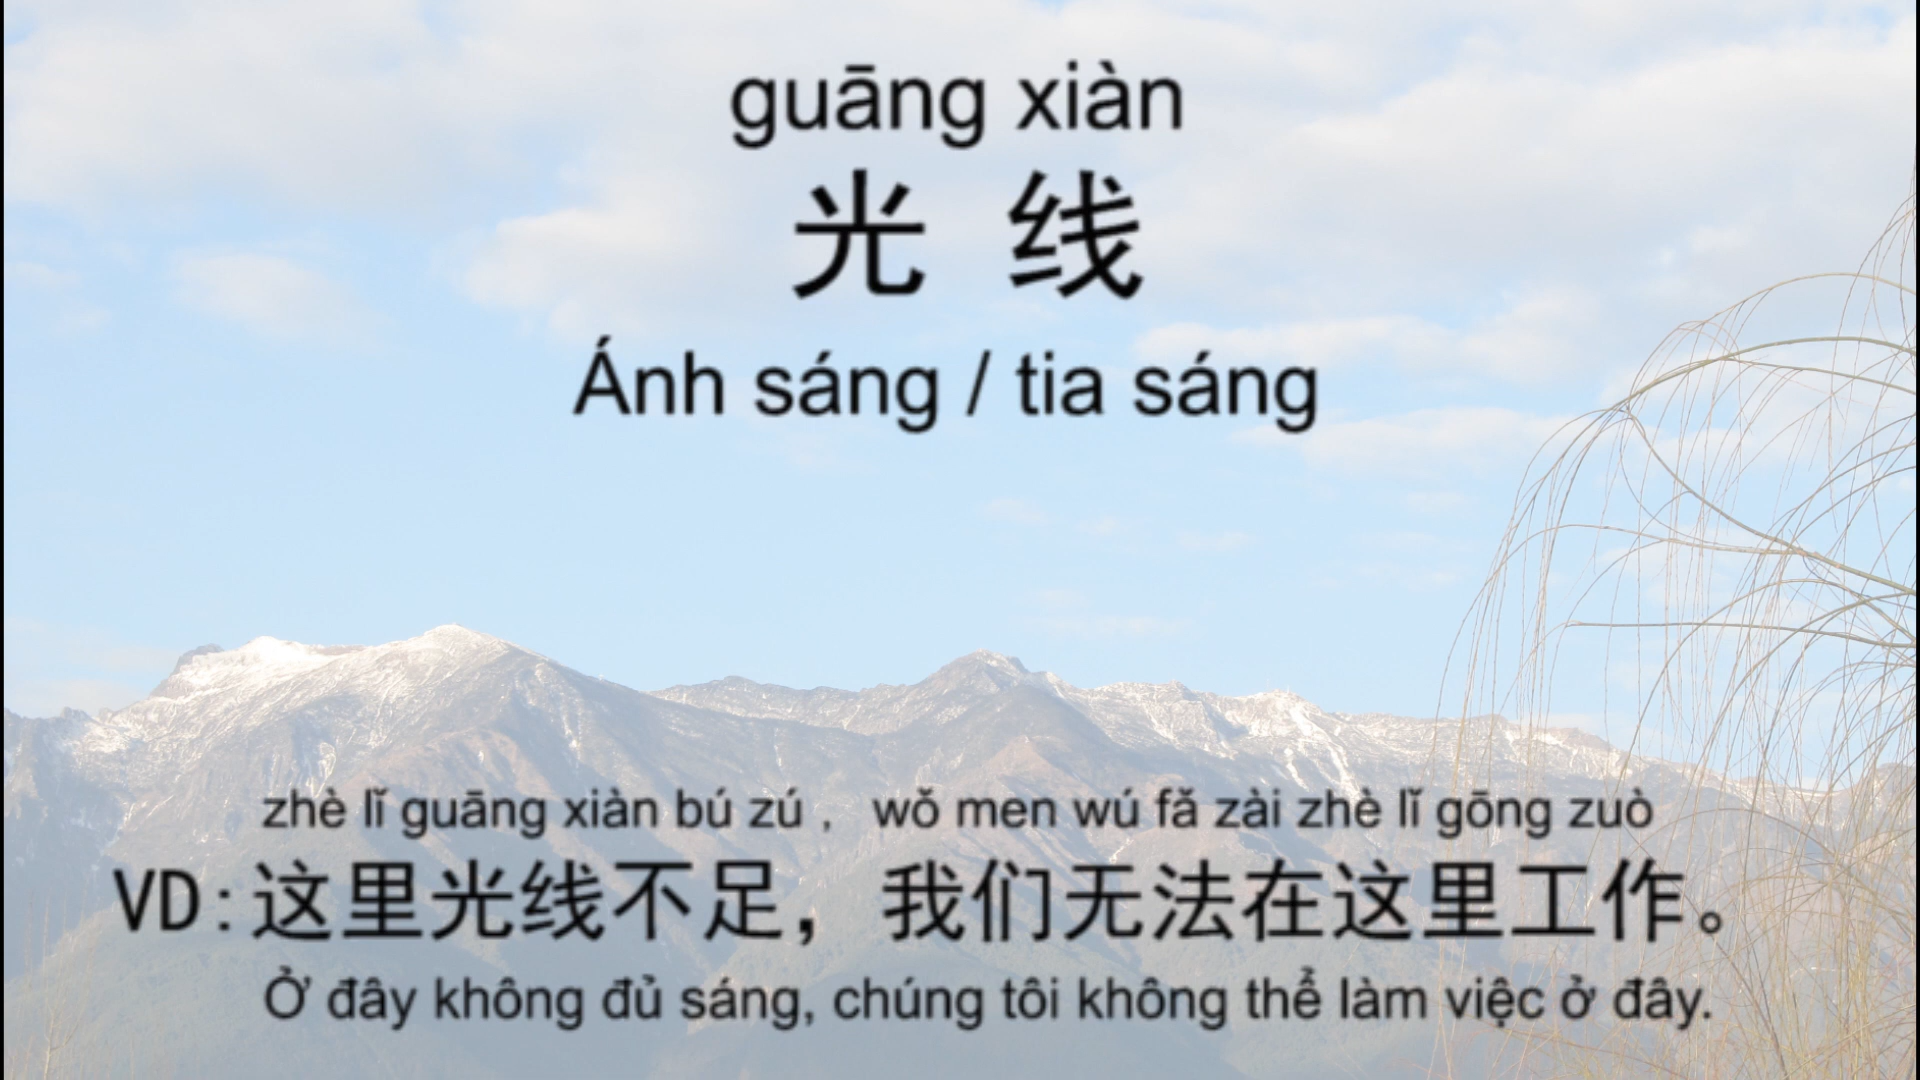 guāng xiàn
光 线
Ánh sáng / tia sáng
zhè lǐ guāng xiàn bú zú ， wǒ men wú fǎ zài zhè lǐ gōng zuò
VD:这里光线不足，我们无法在这里工作。
Ở đây không đủ sáng, chúng tôi không thể làm việc ở đây.